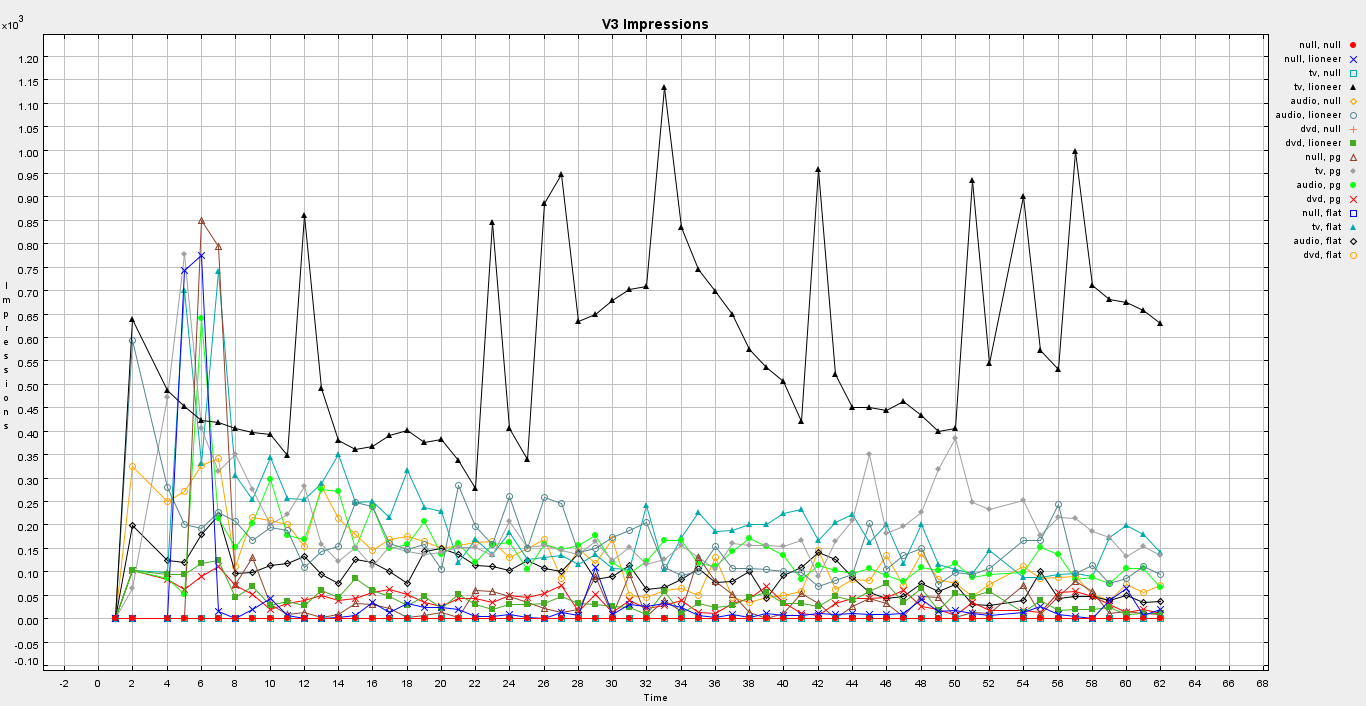 x10^3
V3 Impressions
1.20
1.15
1.10
1.05
1.00
0.95
0.90
0.85
0.80
0.75
0.70
0.65
0.60
0.55
0.50
0.45
0.40
0.35
0.30
0.25
0.20
0.15
0.10
0.05
0.00
-0.05
-0.10
Impressions
-2 0 2 4 6 8 10 12 14 16 18 20 22 24 26 28 30 32 34 36 38 40 42 44 46 48 50 52 54 56 58 60 62 64 66 68
Time
null, null
null, lioneer
tv, null
tv, lioneer
audio, null
audio, lioneer
dvd, null
dvd, lioneer
null, pg
tv, pg
audio, pg
dvd, pg
null, flat
tv, flat
audio, flat
dvd, flat